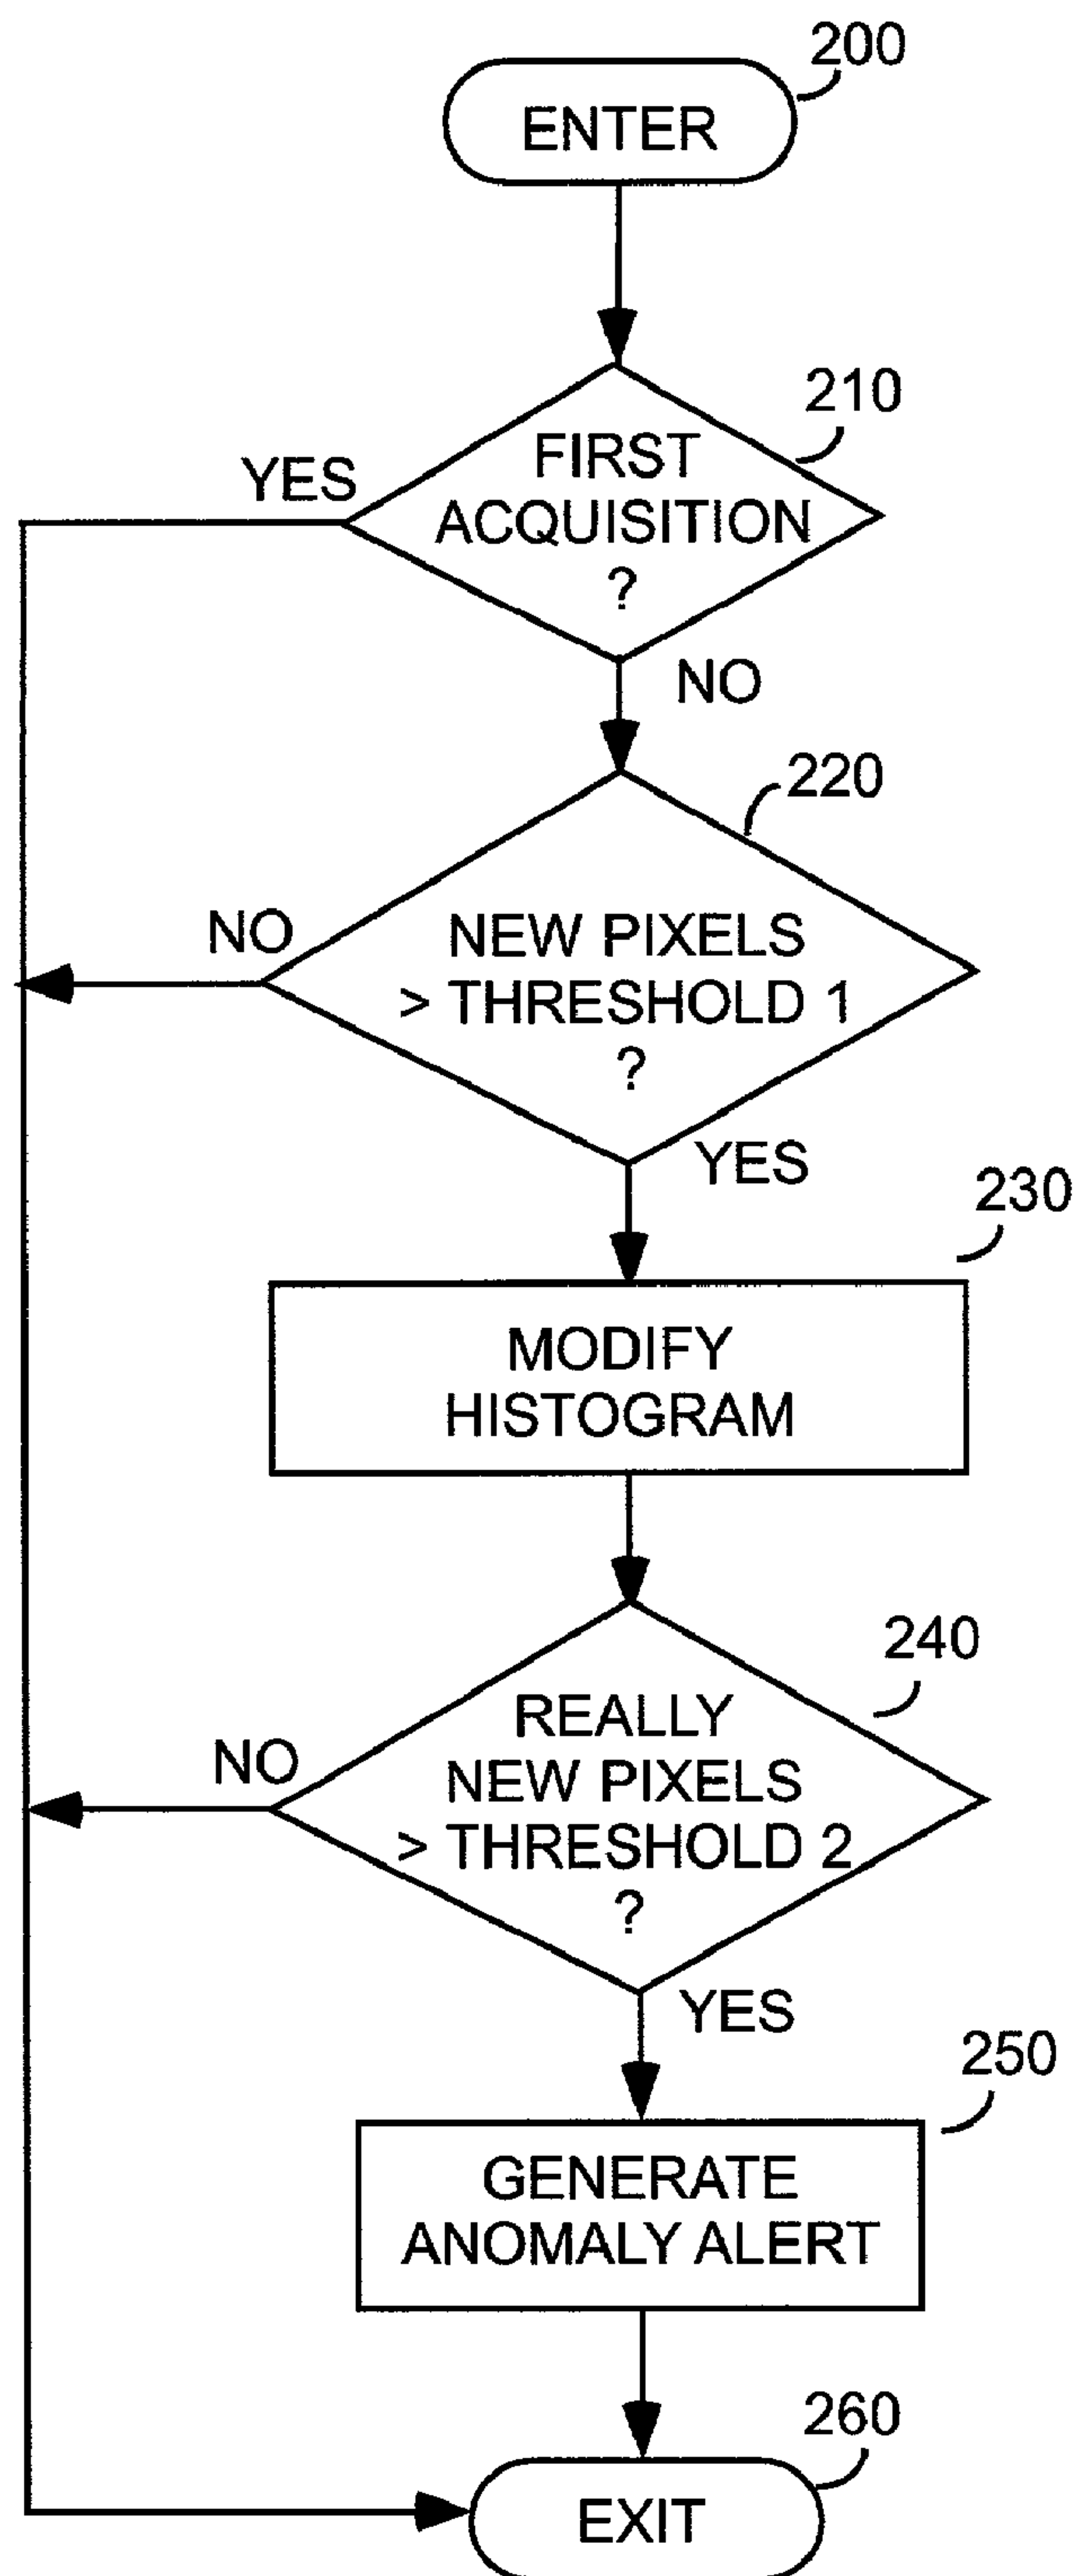 200
ENTER
210
FIRST
ACQUISITION
?
YES
NO
220
NEW PIXELS
> THRESHOLD 1
?
NO
YES
230
MODIFY
HISTOGRAM
240
REALLY
NEW PIXELS
> THRESHOLD 2
?
NO
YES
250
GENERATE
ANOMALY ALERT
260
EXIT